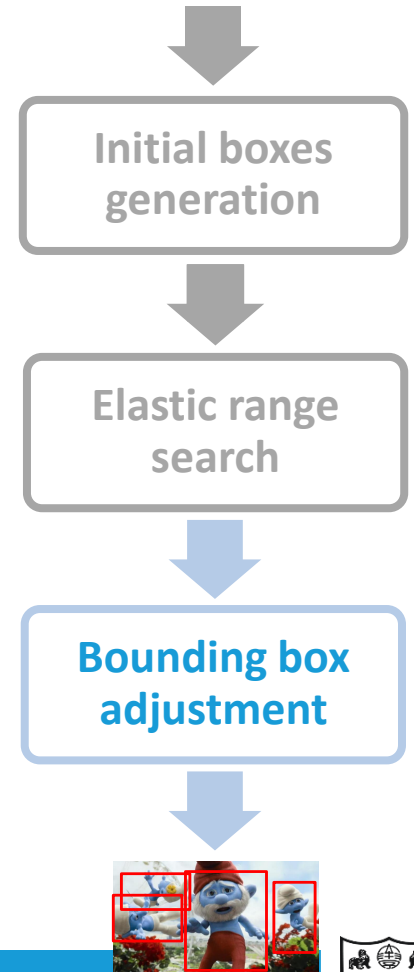 Initial boxes
generation
Elastic range
search
Bounding box
adjustment